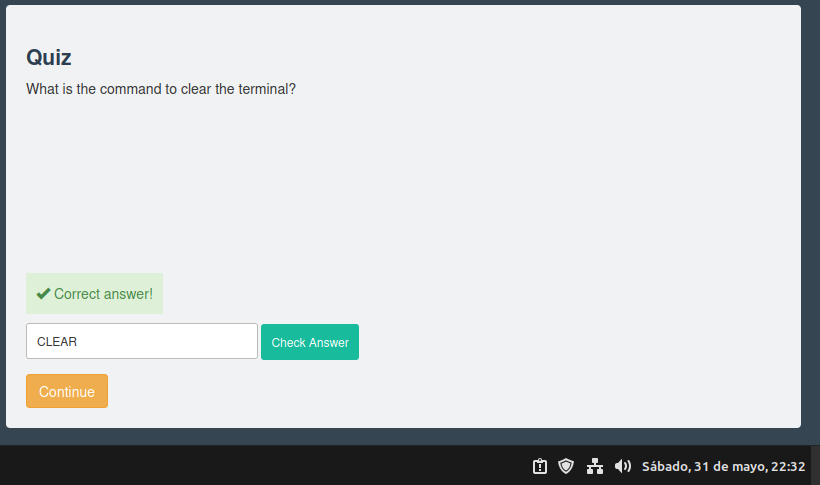 Quiz
What is the command to clear the terminal?
Correct answer!
CLEAR
Check Answer
Continue
Sábado, 31 de mayo, 22:32